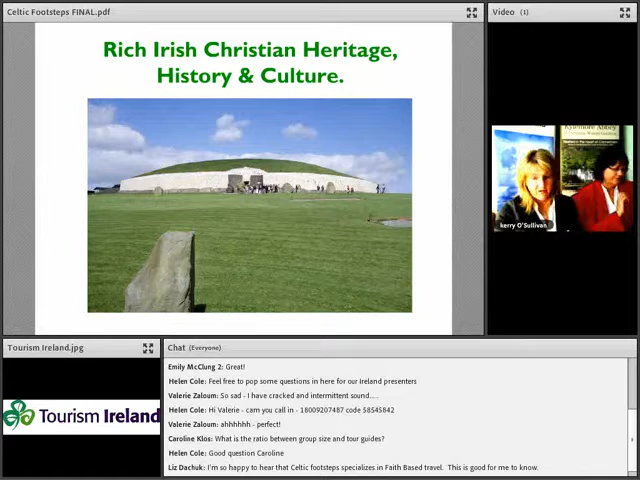 Celtic Footsteps FINAL.pdf
Rich Irish Christian Heritage,
History & Culture.
Video (1)
Kylemore Abbey
kerry O'Sullivan
Tourism Ireland.jpg
Tourism Ireland
Chat (Everyone)
Emily McClung 2: Great!
Helen Cole: Feel free to pop some questions in here for our Ireland presenters
Valerie Zaloum: So sad - I have cracked and intermittent sound.....
Helen Cole: Hi Valerie - cam you call in - 18009207487 code 58545842
Valerie Zaloum: ahhhhhh - perfect!
Caroline Klos: What is the ratio between group size and tour guides?
Helen Cole: Good question Caroline
Liz Dachuk: I'm so happy to hear that Celtic footsteps specializes in Faith Based travel. This is good for me to know.